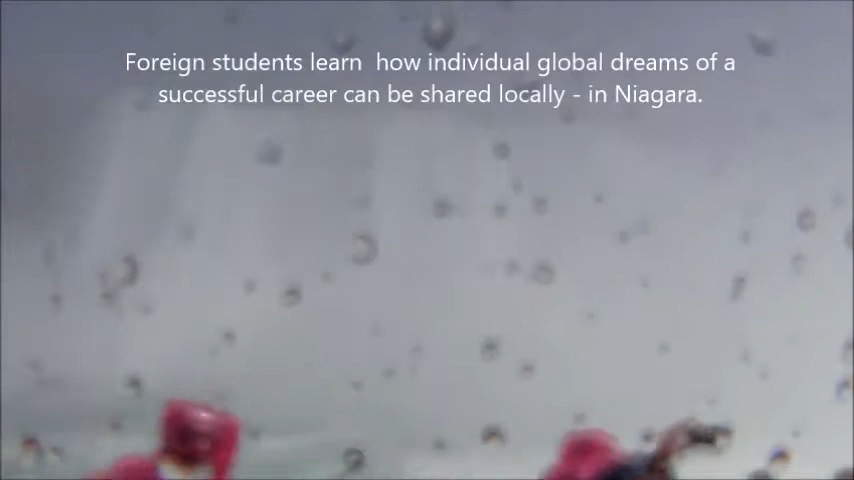 Foreign students learn  how individual global dreams of a
successful career can be shared locally - in Niagara.